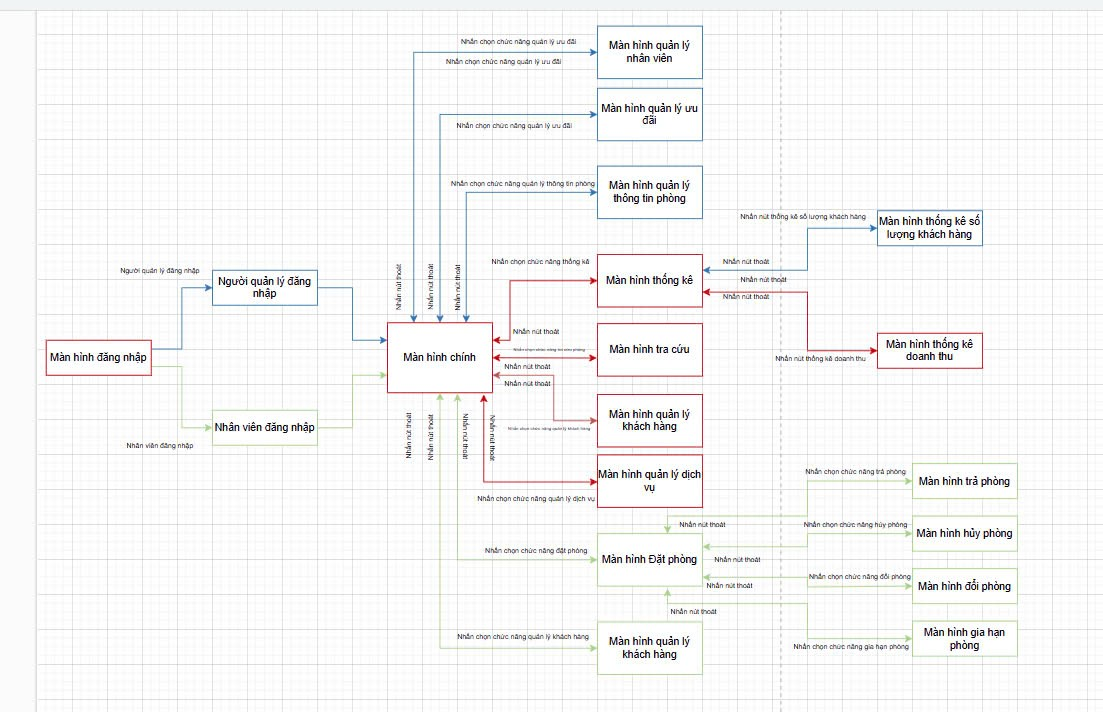 Nhấn chọn chức năng quản lý ưu đãi
Nhấn chọn chức năng quản lý ưu đãi
Màn hình quản lý
nhân viên
Nhấn chọn chức năng quản lý ưu đãi
Màn hình quản lý ưu
đãi
Nhấn chọn chức năng quản lý thông tin phòng
Màn hình quản lý
thông tin phòng
Nhấn nút thống kê số lượng khách hàng
Màn hình thống kê số
lượng khách hàng
Người quản lý đăng nhập
Người quản lý đăng
nhập
Nhấn nút thoát
Nhấn nút thoát
Nhấn nút thoát
Nhấn chọn chức năng thống kê
Màn hình thống kê
Nhấn nút thoát
Nhấn nút thoát
Nhấn nút thoát
Màn hình đăng nhập
Màn hình chính
Nhấn nút thoát
Màn hình tra cứu
Nhấn nút thoát
Nhấn nút thoát
Nhấn nút thống kê doanh thu
Màn hình thống kê
doanh thu
Nhân viên đăng nhập
Nhân viên đăng nhập
Nhấn nút thoát
Nhấn nút thoát
Nhấn nút thoát
Nhấn nút thoát
Nhấn chọn chức năng quản lý khách hàng
Màn hình quản lý
khách hàng
Màn hình quản lý dịch
vụ
Nhấn chọn chức năng quản lý dịch vụ
Nhấn chọn chức năng trả phòng
Màn hình trả phòng
Nhấn nút thoát
Nhấn chọn chức năng hủy phòng
Màn hình hủy phòng
Nhấn chọn chức năng đặt phòng
Màn hình Đặt phòng
Nhấn nút thoát
Nhấn chọn chức năng đổi phòng
Màn hình đổi phòng
Nhấn nút thoát
Nhấn nút thoát
Nhấn chọn chức năng quản lý khách hàng
Màn hình quản lý
khách hàng
Nhấn chọn chức năng gia hạn phòng
Màn hình gia hạn
phòng